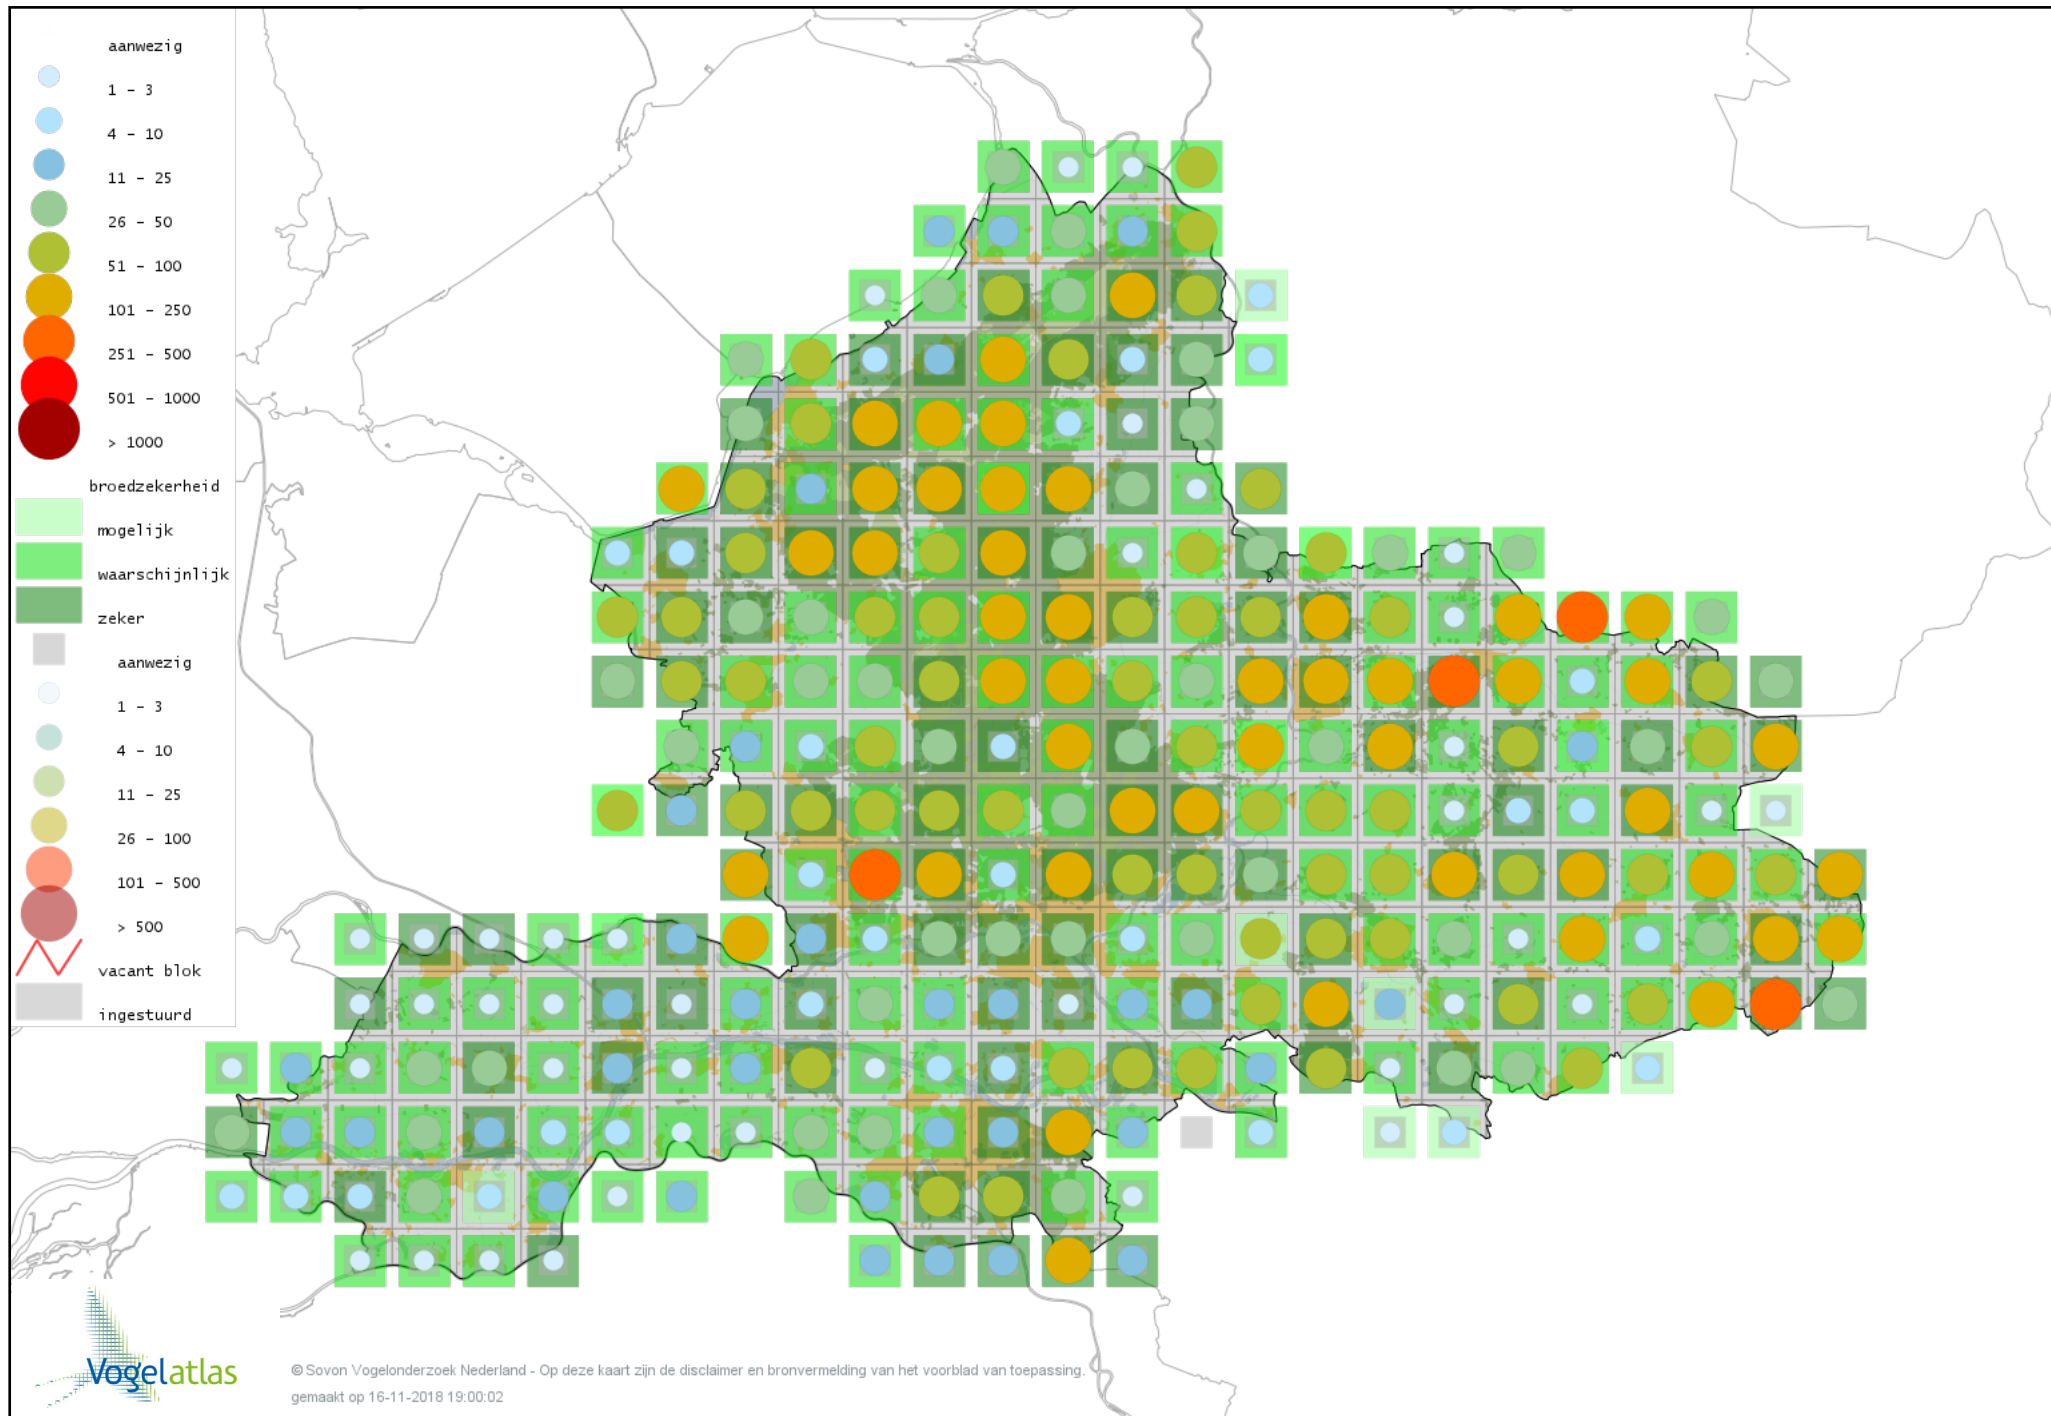 aanwezig
1 - 3
4 - 10
11 - 25
26 - 50
51 - 100
101 - 250
251 - 500
501 - 1000
> 1000
broedzekerheid
mogelijk
waarschijnlijk
zeker
aanwezig
1 - 3
4 - 10
11 - 25
26 - 100
101 - 500
> 500
vacant blok
ingestuurd
Vogelatlas
© Sovon Vogelonderzoek Nederland - Op deze kaart zijn de disclaimer en bronvermelding van het voorblad van toepassing.
gemaakt op 16-11-2018 19:00:02